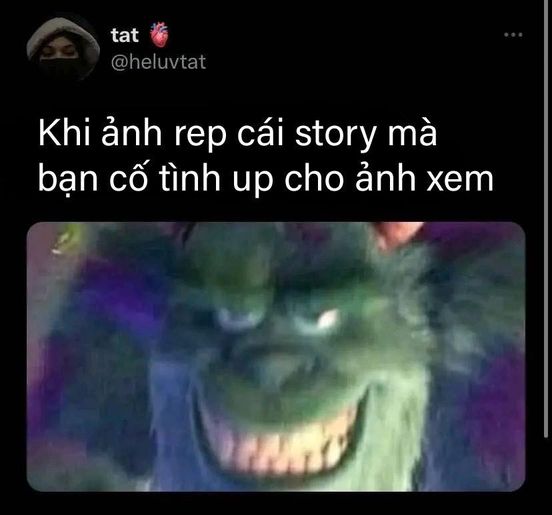 tat 🫀
@heluvtat
Khi ảnh rep cái story mà
bạn cố tình up cho ảnh xem